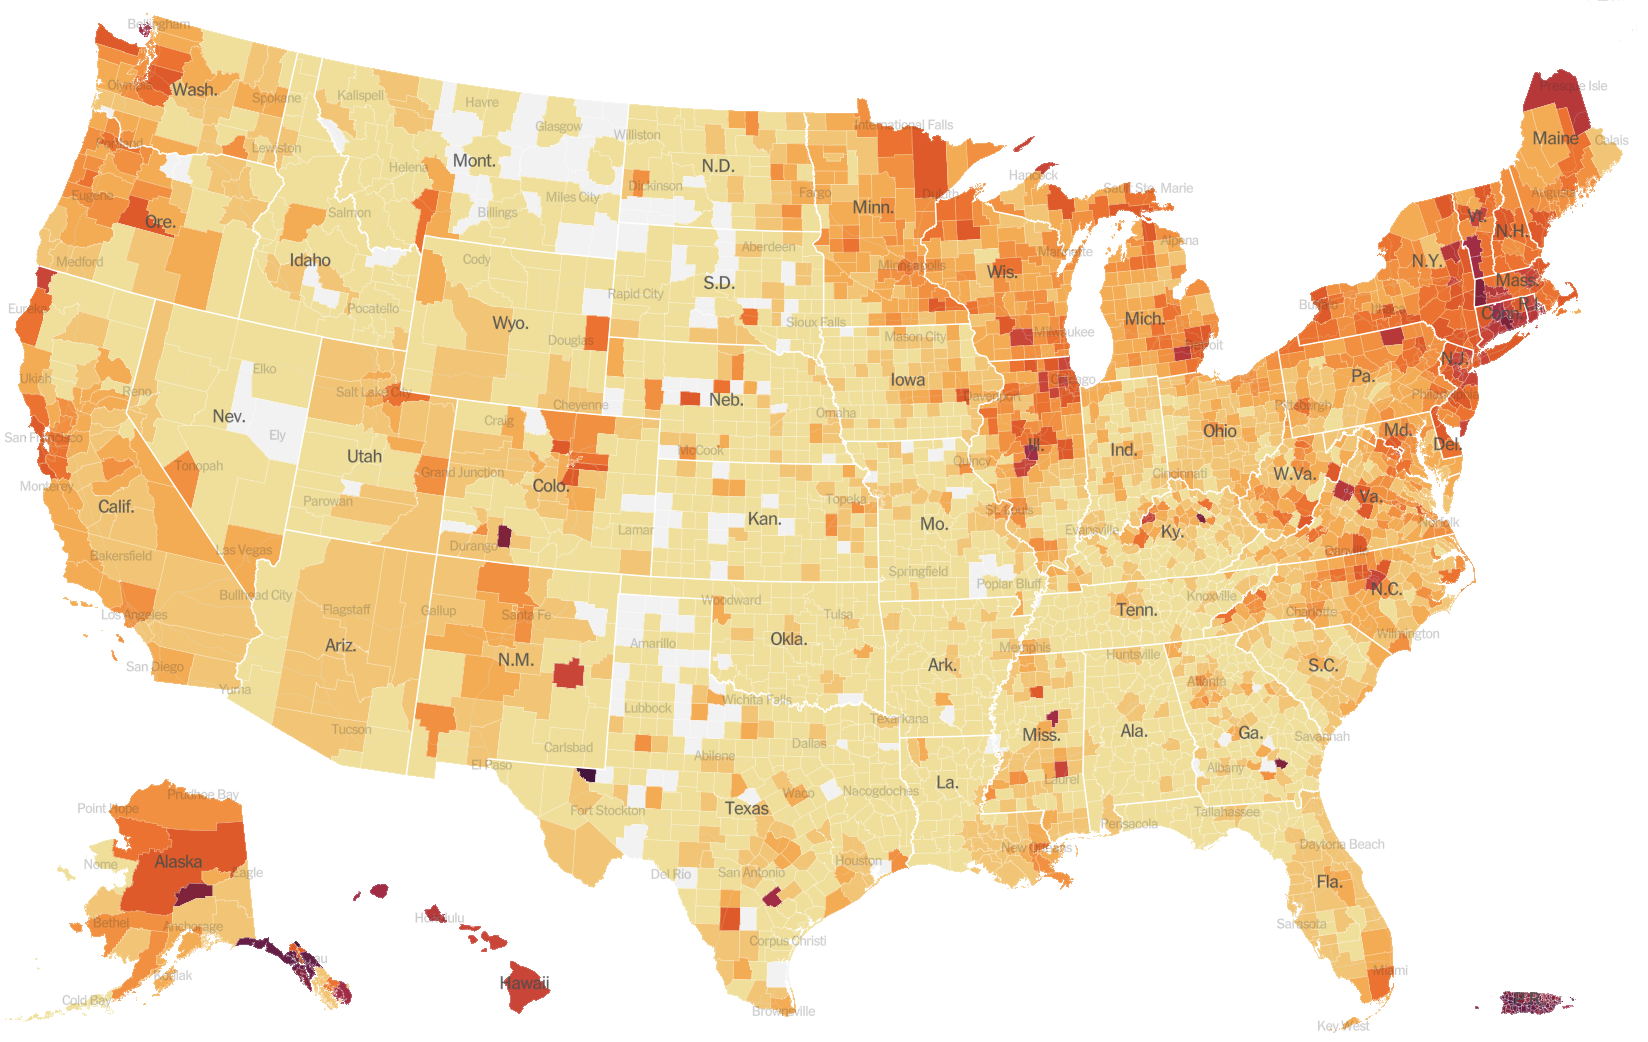 Bellingham
Presque Isle
Olympia
Wash.
Spokane
Kalispell
Havre
Glasgow
Williston
International Falls
Maine
Calais
Portland
Lewiston
Helena
Mont.
N.D.
Dickinson
Fargo
Duluth
Hancock
Sault Ste. Marie
Eugene
Ore.
Salmon
Billings
Miles City
Minn.
Augusta
Vt.
N.H.
Medford
Idaho
Cody
Aberdeen
Minneapolis
Wis.
Marinette
Alpena
N.Y.
Mass.
Eureka
Pocatello
Rapid City
S.D.
Buffalo
Utica
R.I.
Conn.
Wyo.
Douglas
Sioux Falls
Mason City
Milwaukee
Mich.
Detroit
Ukiah
Reno
Elko
Salt Lake City
Cheyenne
Neb.
Iowa
Davenport
Chicago
Pa.
N.J.
Philadelphia
San Francisco
Nev.
Ely
Craig
Omaha
Pittsburgh
Monterey
Tonopah
Utah
Grand Junction
Colo.
McCook
Quincy
Ill.
Ind.
Ohio
Cincinnati
W.Va.
Md.
Del.
Calif.
Parowan
Lamar
Kan.
Topeka
Mo.
St. Louis
Evansville
Ky.
Va.
Norfolk
Bakersfield
Las Vegas
Durango
Springfield
Poplar Bluff
Danville
Los Angeles
Bullhead City
Flagstaff
Gallup
Santa Fe
Woodward
Tulsa
Tenn.
Knoxville
Charlotte
N.C.
San Diego
Ariz.
N.M.
Amarillo
Okla.
Ark.
Memphis
Huntsville
Atlanta
S.C.
Wilmington
Yuma
Tucson
Carlsbad
Lubbock
Wichita Falls
Texarkana
Miss.
Ala.
Ga.
Savannah
El Paso
Abilene
Dallas
La.
Laurel
Albany
Point Hope
Prudhoe Bay
Fort Stockton
Texas
Waco
Nacogdoches
Pensacola
Tallahassee
Nome
Alaska
Eagle
Del Rio
San Antonio
Houston
New Orleans
Daytona Beach
Fla.
Bethel
Anchorage
Honolulu
Corpus Christi
Sarasota
Kodiak
Juneau
Hawaii
Miami
Cold Bay
Brownsville
Key West